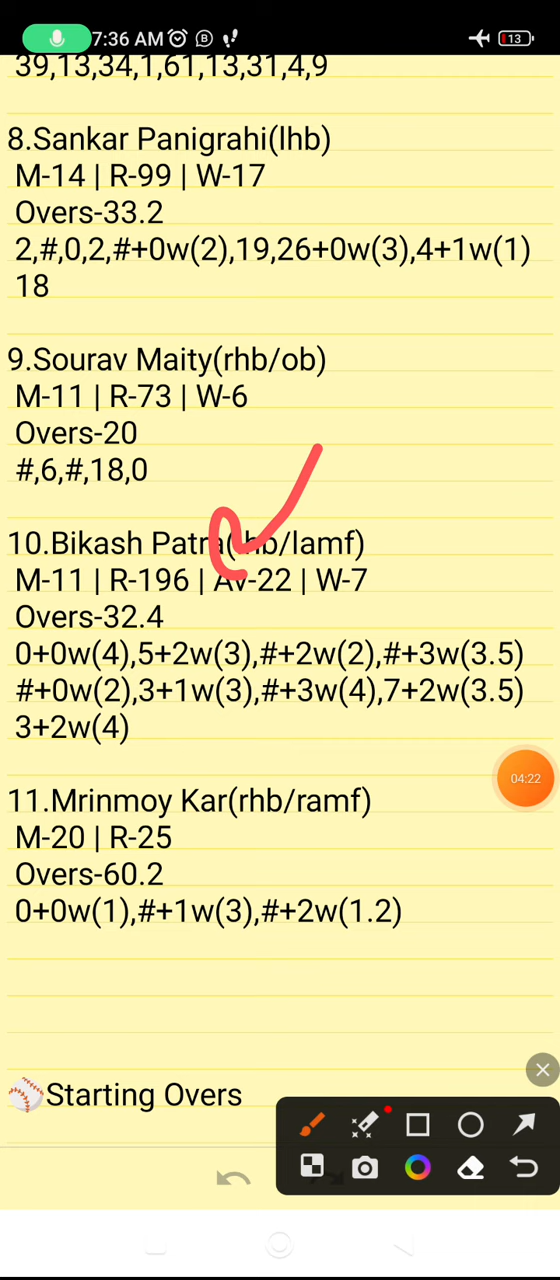 7:36 AM
13
39,13,34,1,61,13,31,4,9
8.Sankar Panigrahi(lhb)
M-14 | R-99 | W-17
Overs-33.2
2,#,0,2,#+0w(2),19,26+0w(3),4+1w(1)
18
9.Sourav Maity(rhb/ob)
M-11 | R-73 | W-6
Overs-20
#,6,#,18,0
10.Bikash Patra(rhb/lamf)
M-11 | R-196 | Av-22 | W-7
Overs-32.4
0+0w(4),5+2w(3),#+2w(2),#+3w(3.5)
#+0w(2),3+1w(3),#+3w(4),7+2w(3.5)
3+2w(4)
04:22
11.Mrinmoy Kar(rhb/ramf)
M-20 | R-25
Overs-60.2
0+0w(1),#+1w(3),#+2w(1.2)
⚾Starting Overs